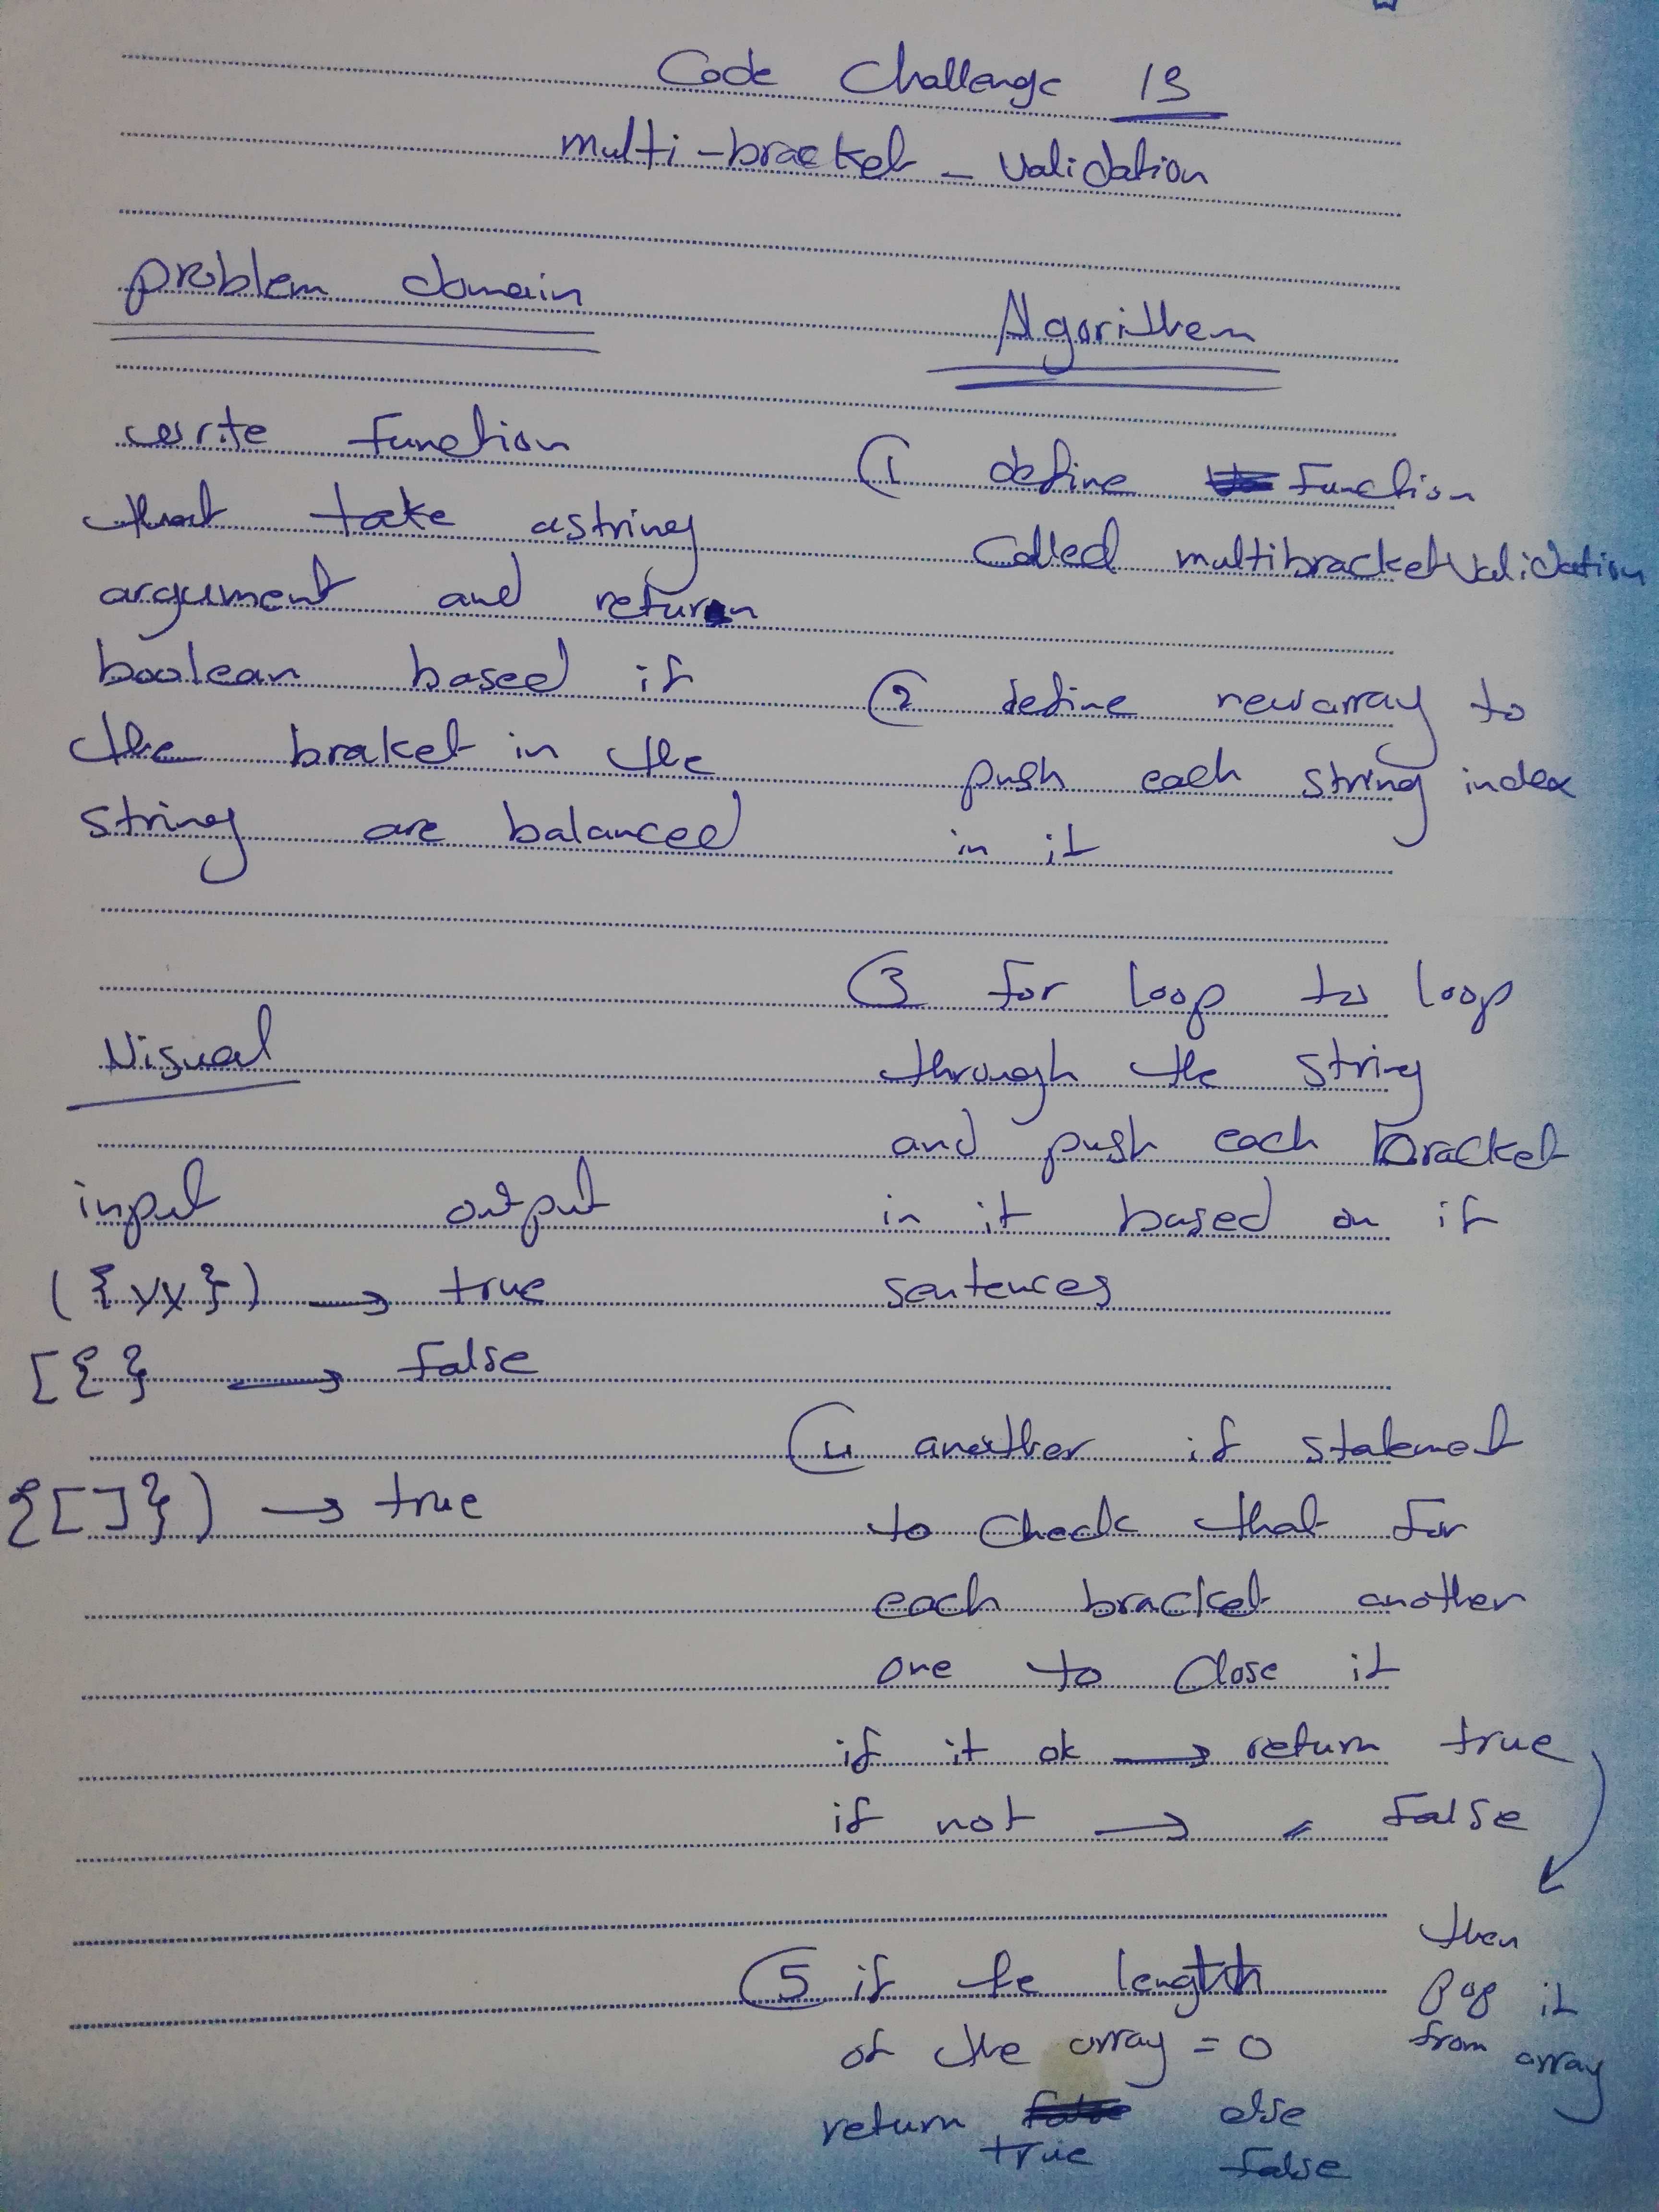 Code Challenge 13
multi-bracket-validation
problem domain
write function
that take a string
argument and return
boolean based if
the braket in the
string are balanced
Visual
input output
({yx}) → true
[{} → false
{[]}) → true
Algorithem
1 define function
Called multibracketvalidation
2 define new array to
push each string index
in it
3 for loop to loop
through the string
and push each bracket
in it based on if
sentences
4 another if statemet
to check that for
each bracket another
one to close it
if it ok → return true
if not → 〃 false
then
pop it
from array
5 if the length
of the array = 0
return true else
false